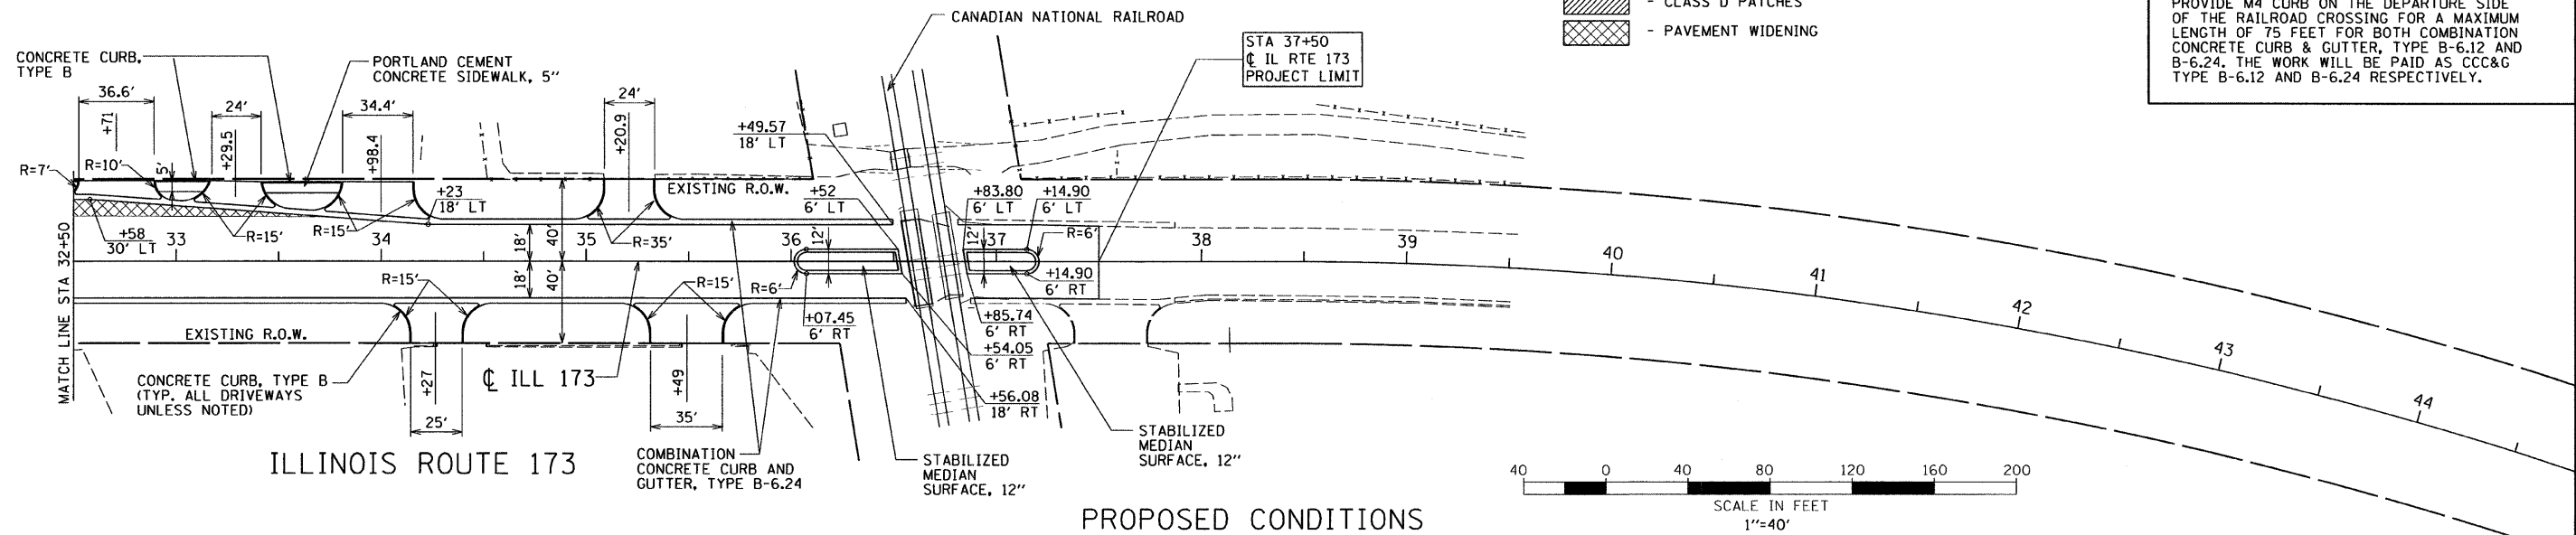 CANADIAN NATIONAL RAILROAD
- CLASS D PATCHES
- PAVEMENT WIDENING
PROVIDE M4 CURB ON THE DEPARTURE SIDE
OF THE RAILROAD CROSSING FOR A MAXIMUM
LENGTH OF 75 FEET FOR BOTH COMBINATION
CONCRETE CURB & GUTTER, TYPE B-6.12 AND
B-6.24. THE WORK WILL BE PAID AS CCC&G
TYPE B-6.12 AND B-6.24 RESPECTIVELY.
CONCRETE CURB,
TYPE B
PORTLAND CEMENT
CONCRETE SIDEWALK, 5"
STA 37+50
℄ IL RTE 173
PROJECT LIMIT
36.6'
24'
34.4'
24'
+71
+29.5
+98.4
+20.9
+49.57
18' LT
R=7'
R=10'
5'
EXISTING R.O.W.
+23
18' LT
+52
6' LT
+83.80
6' LT
+14.90
6' LT
+58
30' LT
R=15'
R=15'
R=35'
R=6'
33
34
35
36
37
38
39
40
41
42
43
44
18'
40'
12'
12'
18'
40'
MATCH LINE STA 32+50
R=15'
R=15'
R=6'
+14.90
6' RT
+07.45
6' RT
+85.74
6' RT
+54.05
6' RT
+56.08
18' RT
EXISTING R.O.W.
CONCRETE CURB, TYPE B
(TYP. ALL DRIVEWAYS
UNLESS NOTED)
+27
25'
℄ ILL 173
+49
35'
ILLINOIS ROUTE 173
COMBINATION
CONCRETE CURB AND
GUTTER, TYPE B-6.24
STABILIZED
MEDIAN
SURFACE, 12"
STABILIZED
MEDIAN
SURFACE, 12"
40 0 40 80 120 160 200
SCALE IN FEET
1"=40'
PROPOSED CONDITIONS